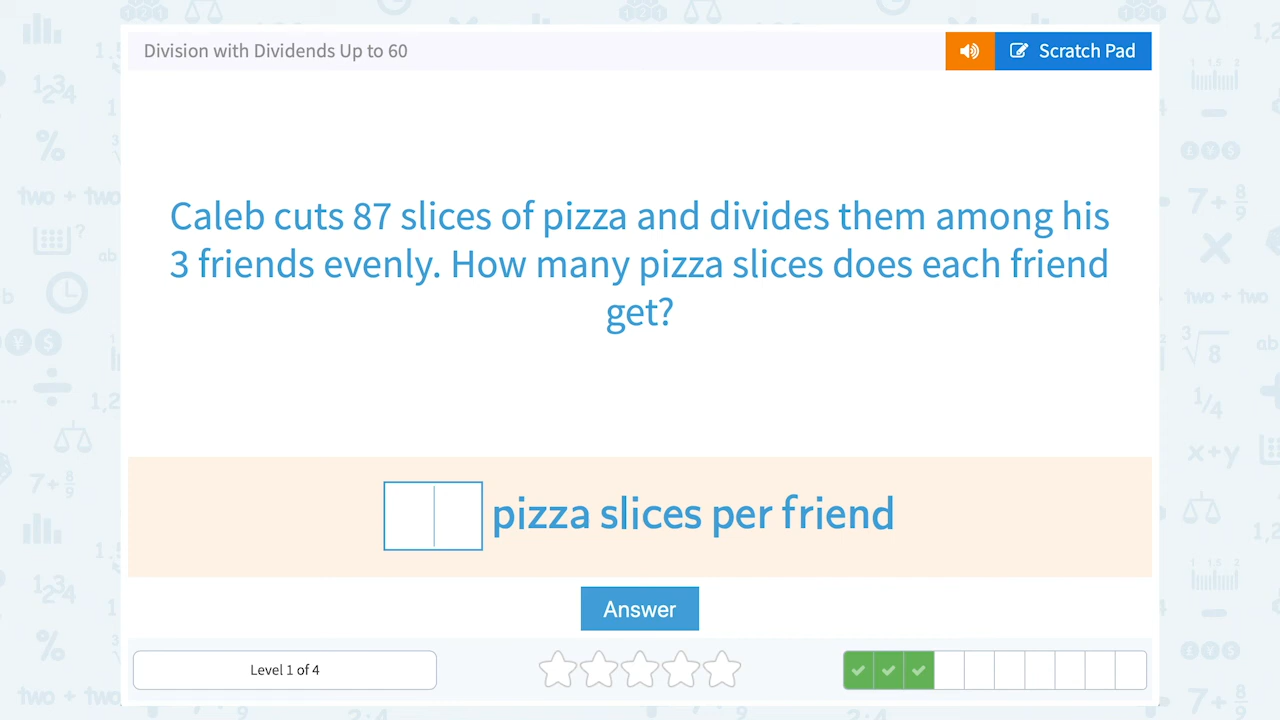 Division with Dividends Up to 60
Scratch Pad
Caleb cuts 87 slices of pizza and divides them among his
3 friends evenly. How many pizza slices does each friend
get?
pizza slices per friend
Answer
Level 1 of 4